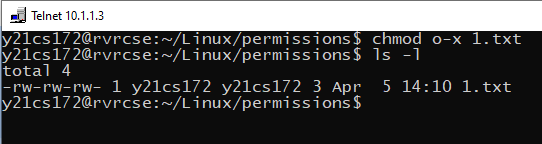 Telnet 10.1.1.3
y21cs172@rvrcse:~/Linux/permissions$ chmod o-x 1.txt
y21cs172@rvrcse:~/Linux/permissions$ ls -l
total 4
-rw-rw-rw- 1 y21cs172 y21cs172 3 Apr  5 14:10 1.txt
y21cs172@rvrcse:~/Linux/permissions$